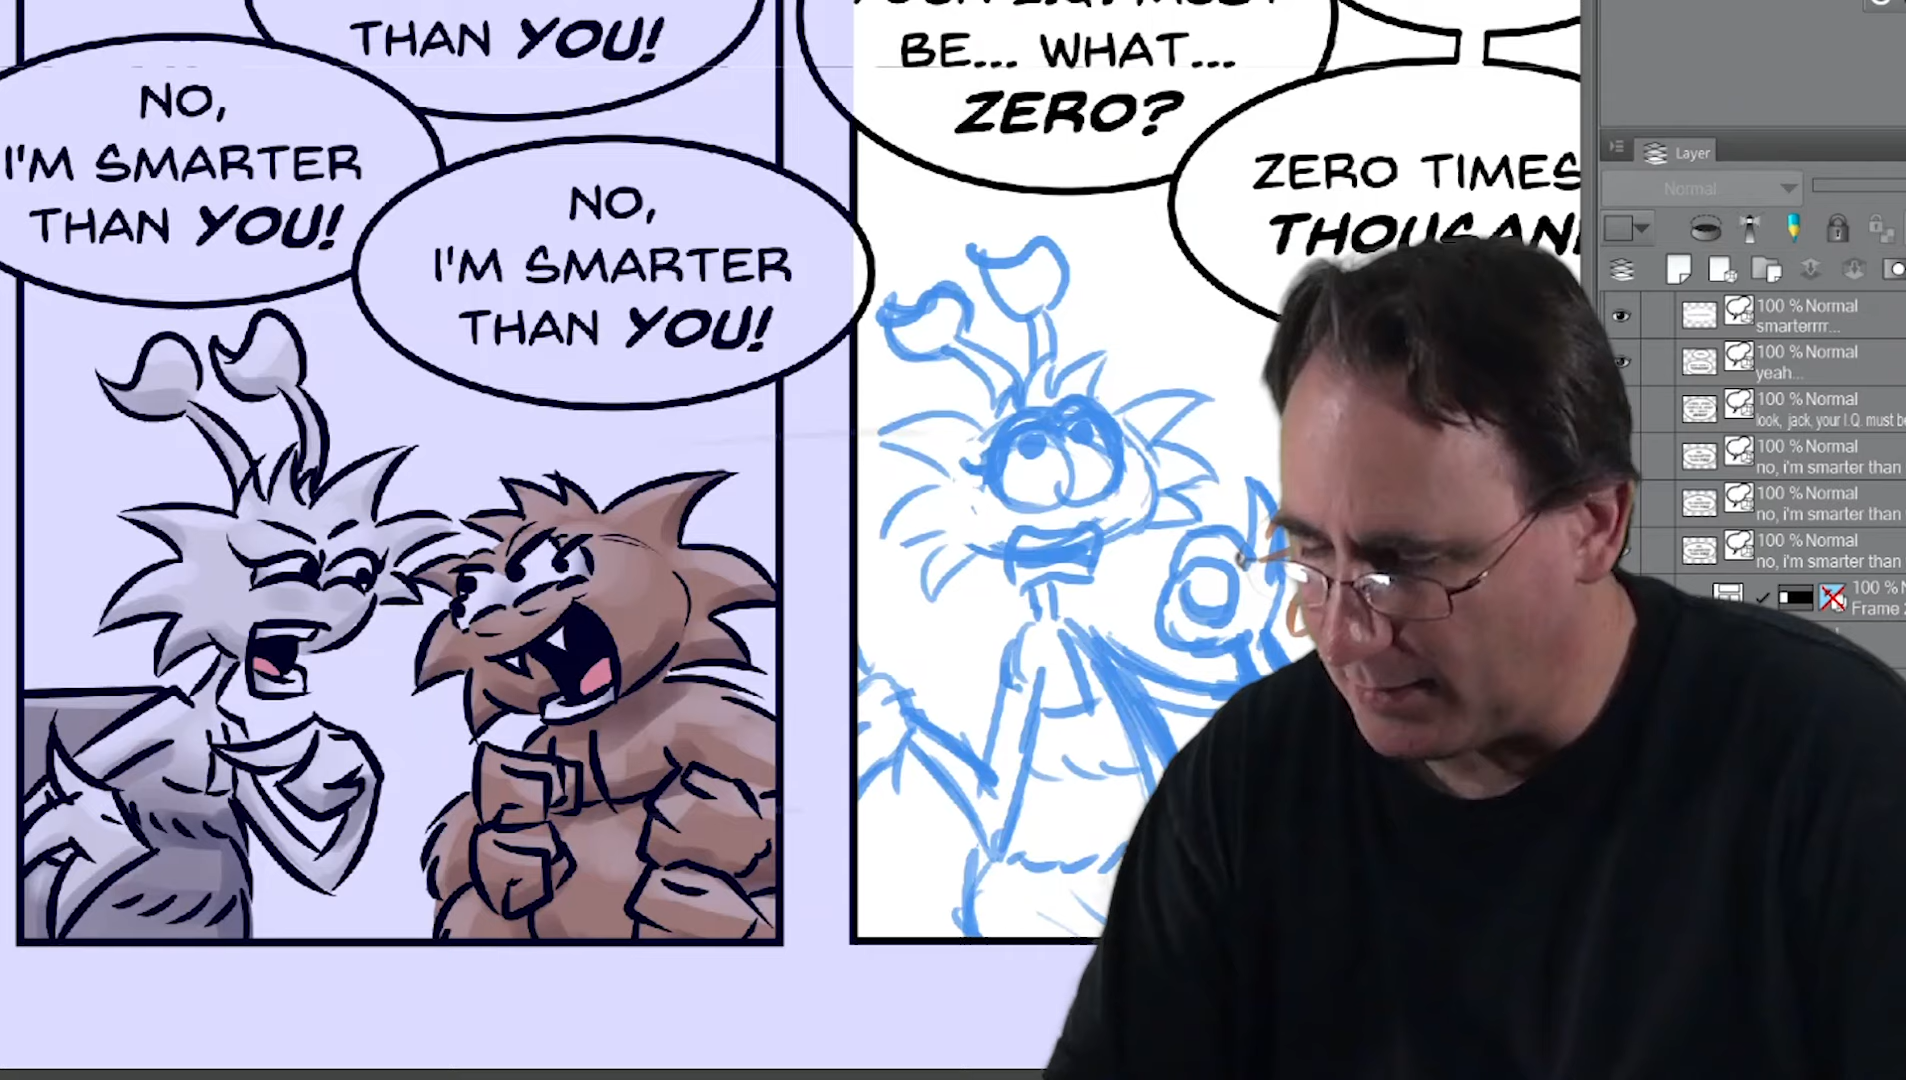 THAN YOU!
NO,
I'M SMARTER
THAN YOU!
NO,
I'M SMARTER
THAN YOU!
BE... WHAT...
ZERO?
ZERO TIMES
Layer
Normal
100 % Normal
smarterrrr...
100 % Normal
yeah...
100 % Normal
look, jack, your I.Q. must be
100 % Normal
no, i'm smarter than
100 % Normal
no, i'm smarter than
100 % Normal
no, i'm smarter than
100 %
Frame